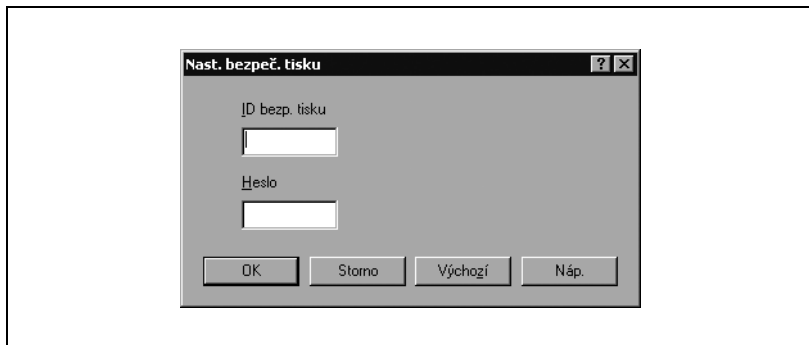 Nast. bezpeč. tisku
ID bezp. tisku
Heslo
OK Storno Výchozí Náp.